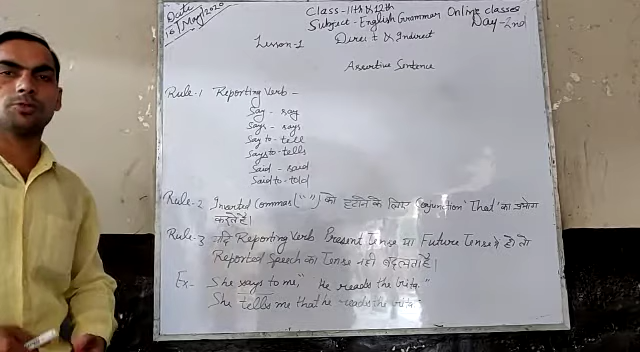 Date
16 May 2020
Class-11th & 12th
Subject-English Grammar Online classes
Day-2nd
Lesson-1 Direct & Indirect
Assertive Sentence
Rule-1 Reporting Verb-
Say - say
Says - says
Say to - tell
Says to - tells
Said - said
Said to - told
Rule-2 Inverted Commas (" ") को हटाने के लिए Conjunction 'That' का प्रयोग
करते हैं।
Rule-3 यदि Reporting Verb Present Tense या Future Tense में हो तो
Reported Speech का Tense नहीं बदलता है।
Ex- She says to me, " He reads the Gita."
She tells me that he reads the Gita.